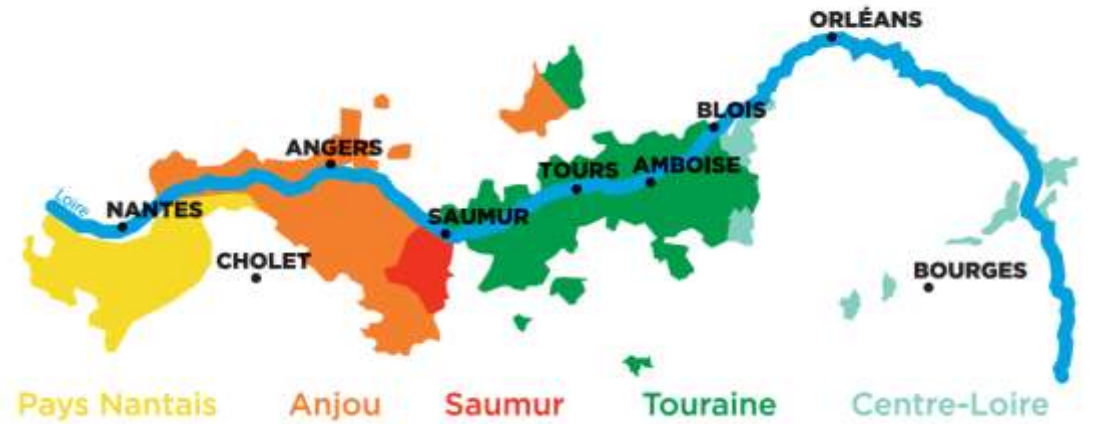 ORLÉANS
BLOIS
ANGERS
TOURS
AMBOISE
Loire
NANTES
SAUMUR
CHOLET
BOURGES
Pays Nantais
Anjou
Saumur
Touraine
Centre-Loire